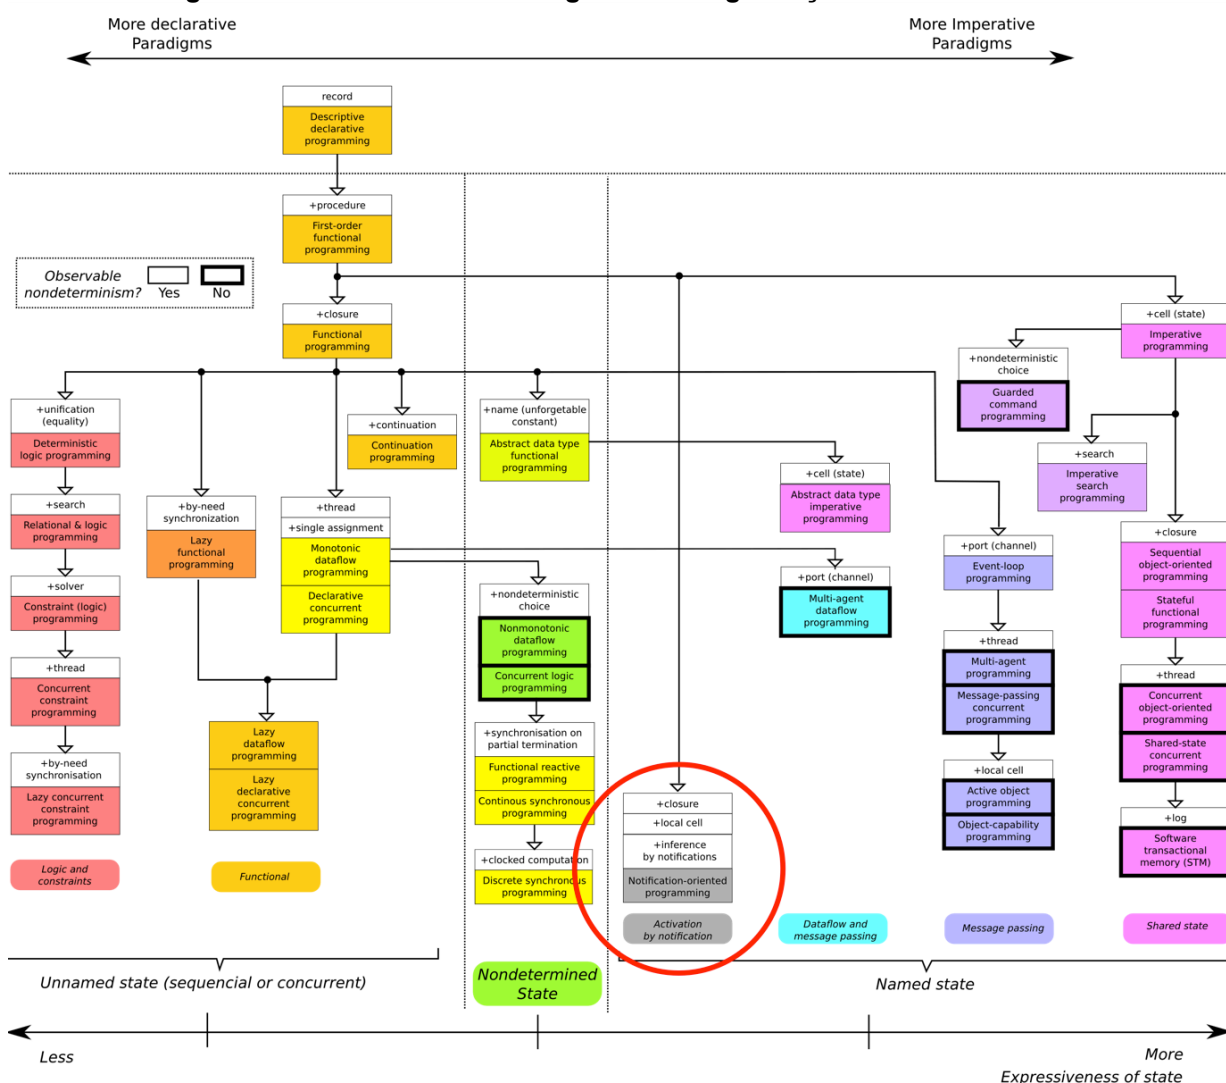 More declarative
Paradigms
More Imperative
Paradigms
record
Descriptive
declarative
programming
+procedure
First-order
functional
programming
Observable
nondeterminism?
Yes
No
+closure
Functional
programming
+cell (state)
Imperative
programming
+nondeterministic
choice
Guarded
command
programming
+unification
(equality)
Deterministic
logic programming
+continuation
Continuation
programming
+name (unforgetable
constant)
Abstract data type
functional
programming
+search
Imperative
search
programming
+cell (state)
Abstract data type
imperative
programming
+search
Relational & logic
programming
+by-need
synchronization
Lazy
functional
programming
+thread
+single assignment
Monotonic
dataflow
programming
Declarative
concurrent
programming
+port (channel)
Event-loop
programming
+closure
Sequential
object-oriented
programming
Stateful
functional
programming
+solver
Constraint (logic)
programming
+nondeterministic
choice
Nonmonotonic
dataflow
programming
Concurrent logic
programming
+port (channel)
Multi-agent
dataflow
programming
+thread
Multi-agent
programming
Message-passing
concurrent
programming
+thread
Concurrent
constraint
programming
+thread
Concurrent
object-oriented
programming
Shared-state
concurrent
programming
Lazy
dataflow
programming
Lazy
declarative
concurrent
programming
+synchronisation on
partial termination
Functional reactive
programming
Continous synchronous
programming
+by-need
synchronisation
Lazy concurrent
constraint
programming
+local cell
Active object
programming
Object-capability
programming
+closure
+local cell
+inference
by notifications
Notification-oriented
programming
+log
Software
transactional
memory (STM)
+clocked computation
Discrete synchronous
programming
Logic and
constraints
Functional
Activation
by notification
Dataflow and
message passing
Message passing
Shared state
Unnamed state (sequencial or concurrent)
Nondetermined
State
Named state
Less
More
Expressiveness of state